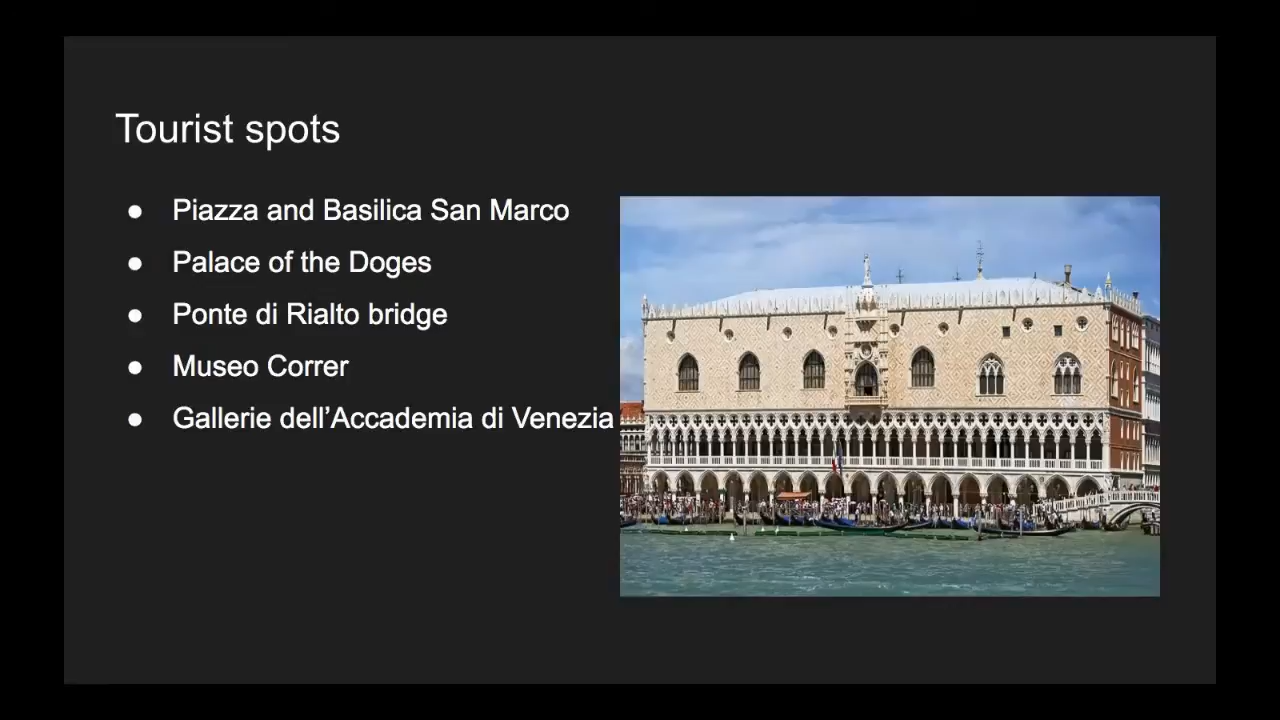 Tourist spots
● Piazza and Basilica San Marco
● Palace of the Doges
● Ponte di Rialto bridge
● Museo Correr
● Gallerie dell’Accademia di Venezia